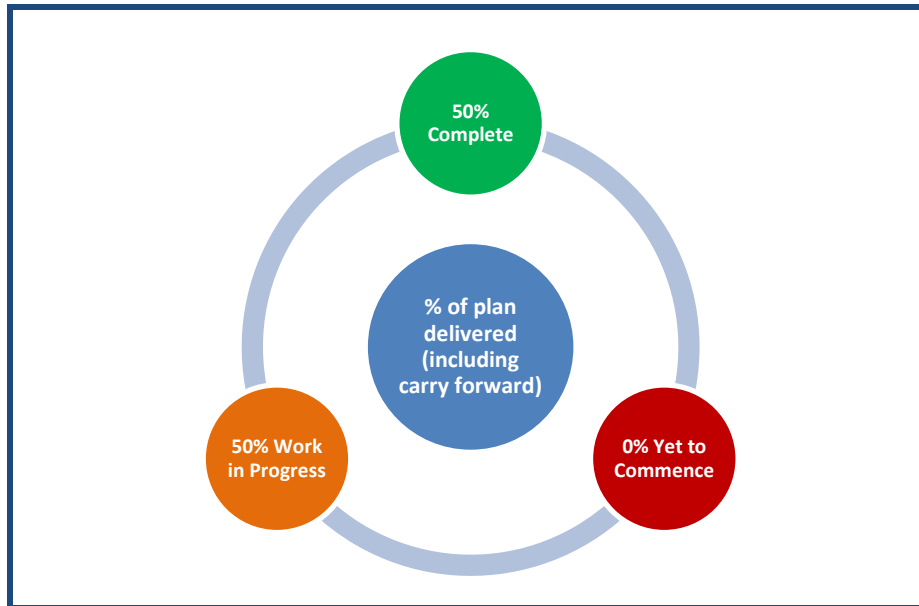 50%
Complete
% of plan
delivered
(including
carry forward)
50% Work
in Progress
0% Yet to
Commence